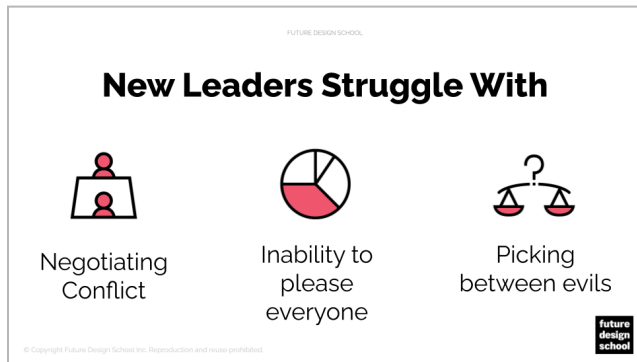 FUTURE DESIGN SCHOOL
New Leaders Struggle With
?
Negotiating
Conflict
Inability to
please
everyone
Picking
between evils
© Copyright Future Design School Inc. Reproduction and reuse prohibited.
future
design
school